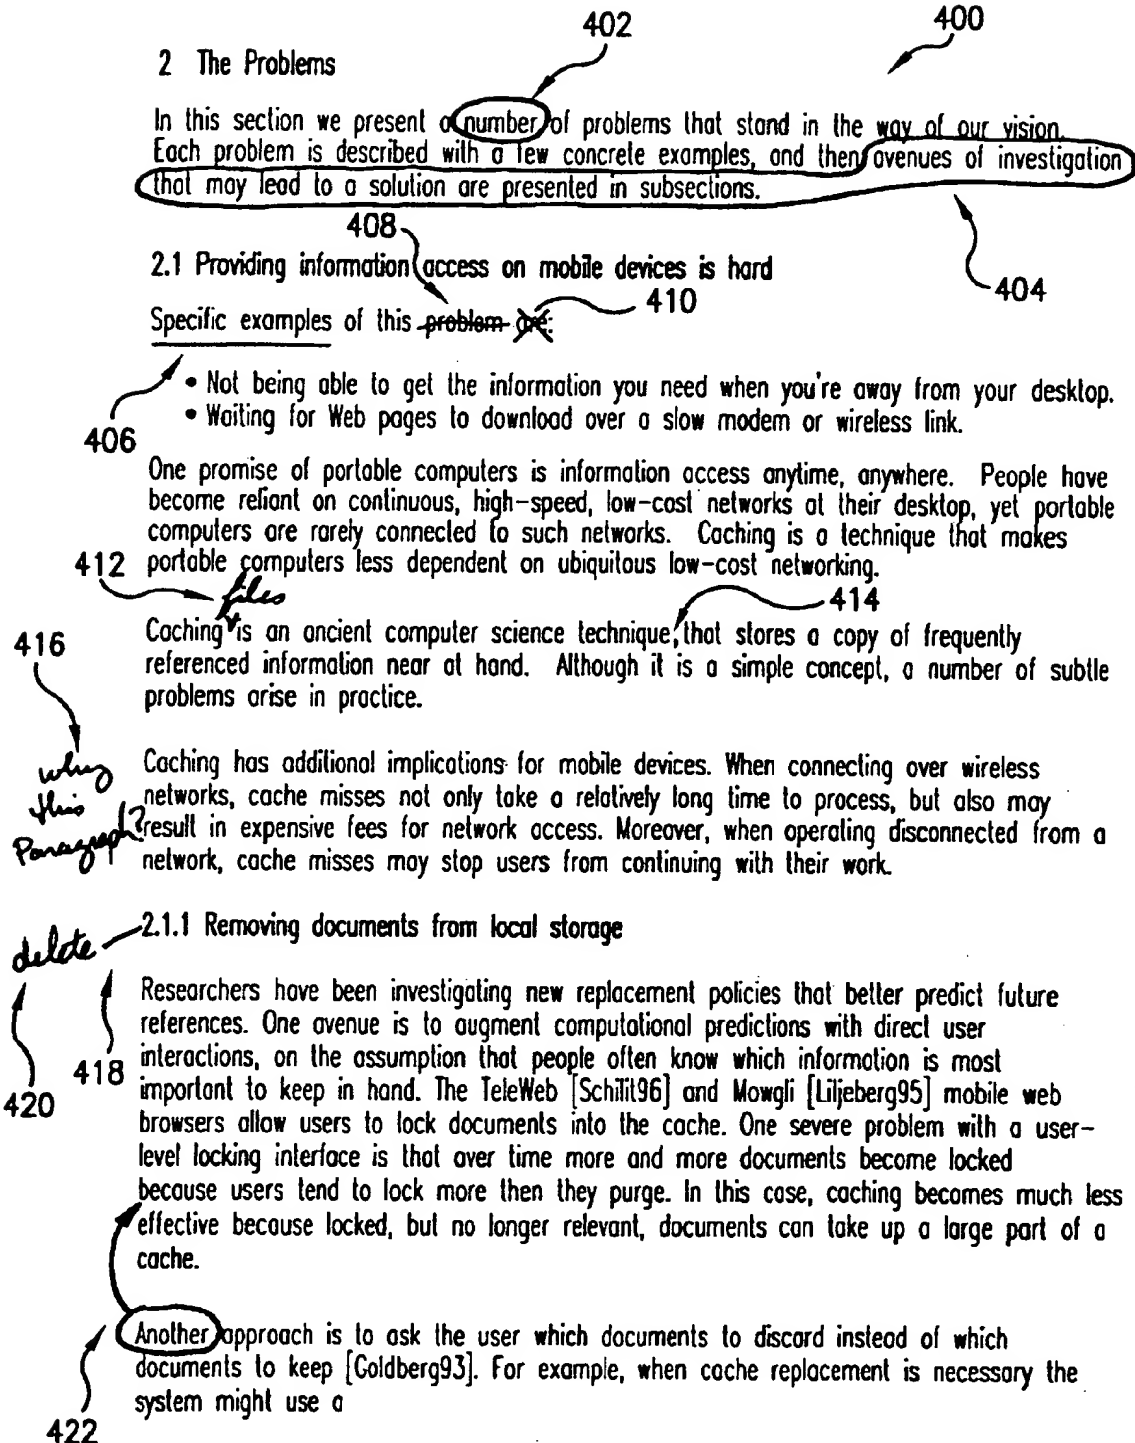 402
400
2 The Problems
In this section we present a number of problems that stand in the way of our vision.
Each problem is described with a few concrete examples, and then avenues of investigation
that may lead to a solution are presented in subsections.
408
404
2.1 Providing information access on mobile devices is hard
410
Specific examples of this problem are:
• Not being able to get the information you need when you're away from your desktop.
• Waiting for Web pages to download over a slow modem or wireless link.
406
One promise of portable computers is information access anytime, anywhere. People have
become reliant on continuous, high-speed, low-cost networks at their desktop, yet portable
computers are rarely connected to such networks. Caching is a technique that makes
412 portable computers less dependent on ubiquitous low-cost networking.
files
414
416
Caching is an ancient computer science technique, that stores a copy of frequently
referenced information near at hand. Although it is a simple concept, a number of subtle
problems arise in practice.
why
this
Paragraph?
Caching has additional implications for mobile devices. When connecting over wireless
networks, cache misses not only take a relatively long time to process, but also may
result in expensive fees for network access. Moreover, when operating disconnected from a
network, cache misses may stop users from continuing with their work.
delete
2.1.1 Removing documents from local storage
Researchers have been investigating new replacement policies that better predict future
references. One avenue is to augment computational predictions with direct user
interactions, on the assumption that people often know which information is most
418
420
important to keep in hand. The TeleWeb [Schilit96] and Mowgli [Liljeberg95] mobile web
browsers allow users to lock documents into the cache. One severe problem with a user-
level locking interface is that over time more and more documents become locked
because users tend to lock more then they purge. In this case, caching becomes much less
effective because locked, but no longer relevant, documents can take up a large part of a
cache.
Another approach is to ask the user which documents to discard instead of which
documents to keep [Goldberg93]. For example, when cache replacement is necessary the
system might use a
422